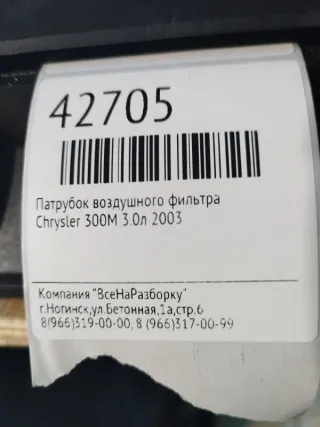 42705
Патрубок воздушного фильтра
Chrysler 300M 3.0л 2003
Компания "ВсеНаРазборку"
г.Ногинск,ул.Бетонная,1а,стр.6
8(966)319-00-00, 8 (966)317-00-99